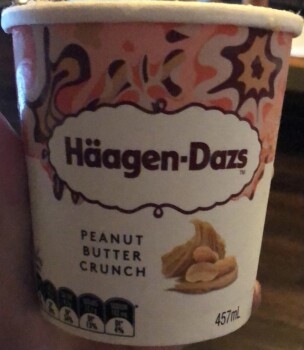 Häagen-Dazs
PEANUT
BUTTER
CRUNCH
457mL